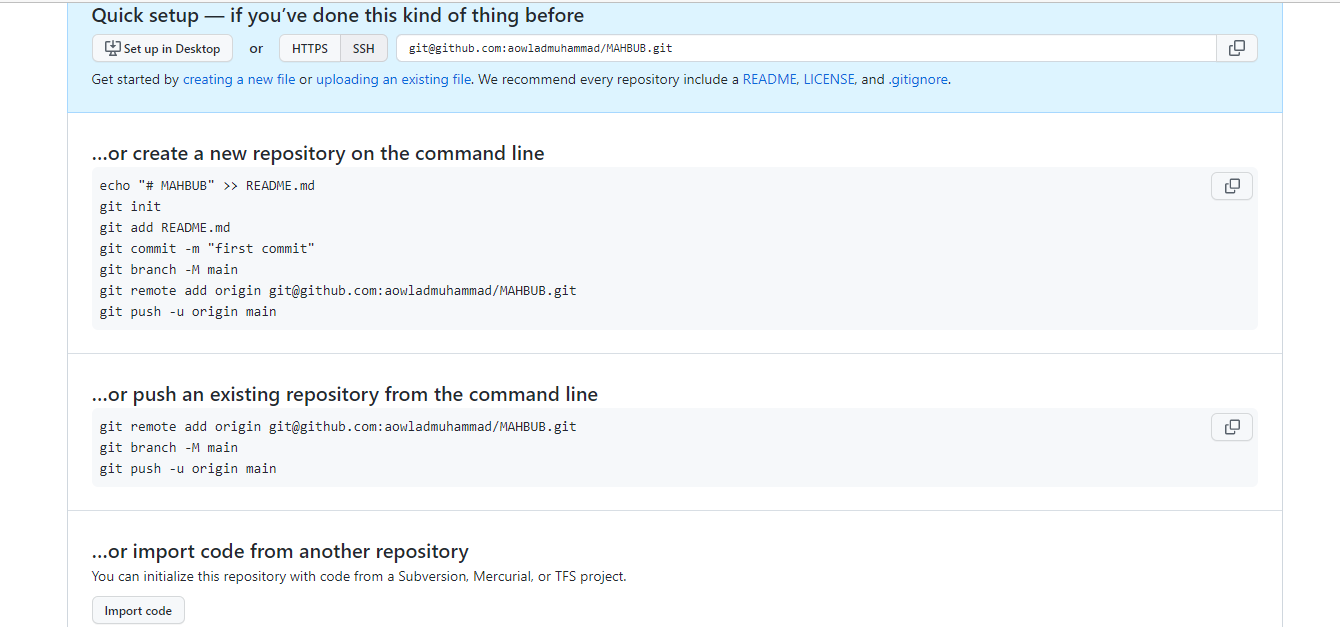 Quick setup — if you’ve done this kind of thing before
Set up in Desktop or HTTPS SSH git@github.com:aowladmuhammad/MAHBUB.git
Get started by creating a new file or uploading an existing file. We recommend every repository include a README, LICENSE, and .gitignore.
…or create a new repository on the command line
echo "# MAHBUB" >> README.md
git init
git add README.md
git commit -m "first commit"
git branch -M main
git remote add origin git@github.com:aowladmuhammad/MAHBUB.git
git push -u origin main
…or push an existing repository from the command line
git remote add origin git@github.com:aowladmuhammad/MAHBUB.git
git branch -M main
git push -u origin main
…or import code from another repository
You can initialize this repository with code from a Subversion, Mercurial, or TFS project.
Import code